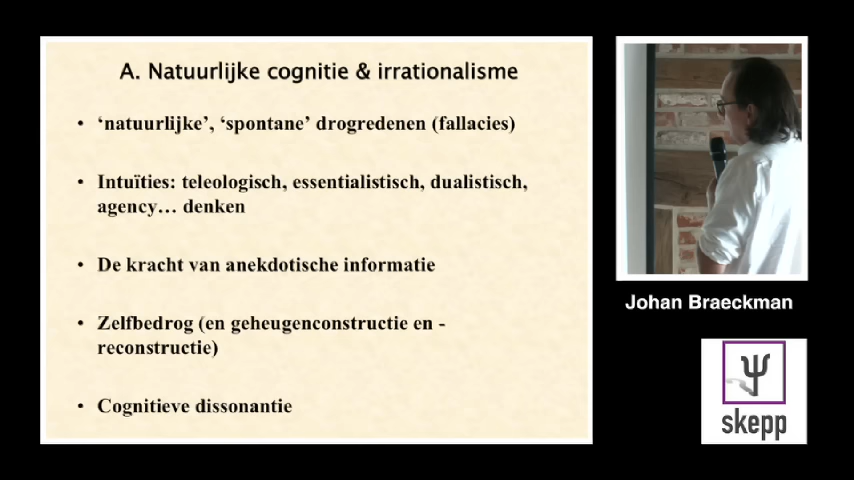 A. Natuurlijke cognitie & irrationalisme
• ‘natuurlijke’, ‘spontane’ drogredenen (fallacies)
• Intuïties: teleologisch, essentialistisch, dualistisch,
agency… denken
• De kracht van anekdotische informatie
• Zelfbedrog (en geheugenconstructie en -
reconstructie)
• Cognitieve dissonantie
Johan Braeckman
ψ
skepp